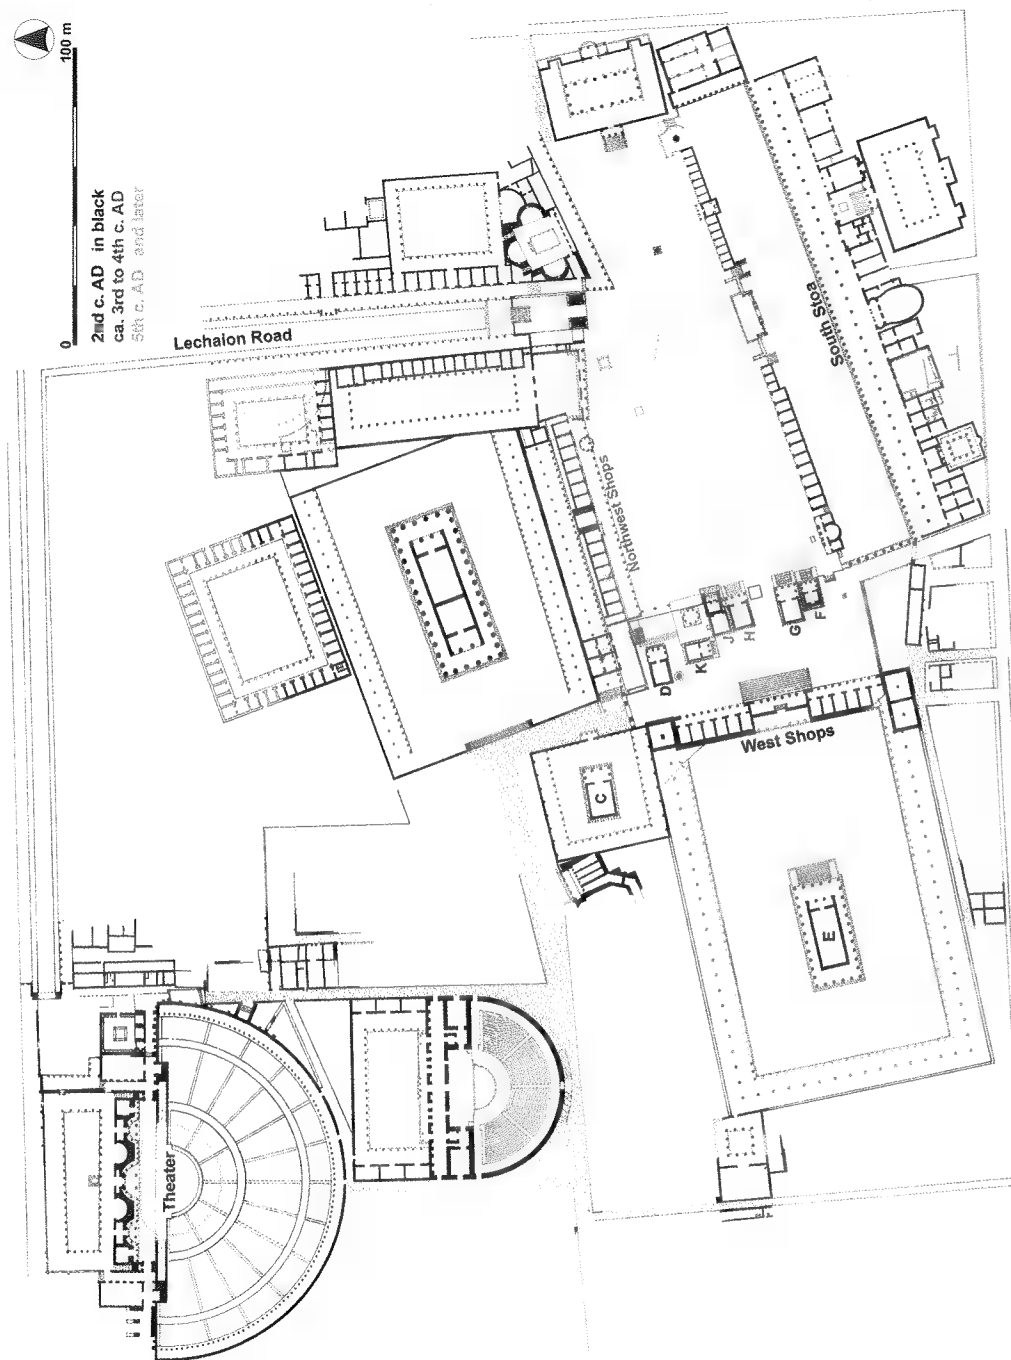 100 m
0
2nd c. AD in black
ca. 3rd to 4th c. AD
5th c. AD and later
Lechaion Road
South Stoa
Northwest Shops
J
H
G
F
K
D
West Shops
C
E
Theater